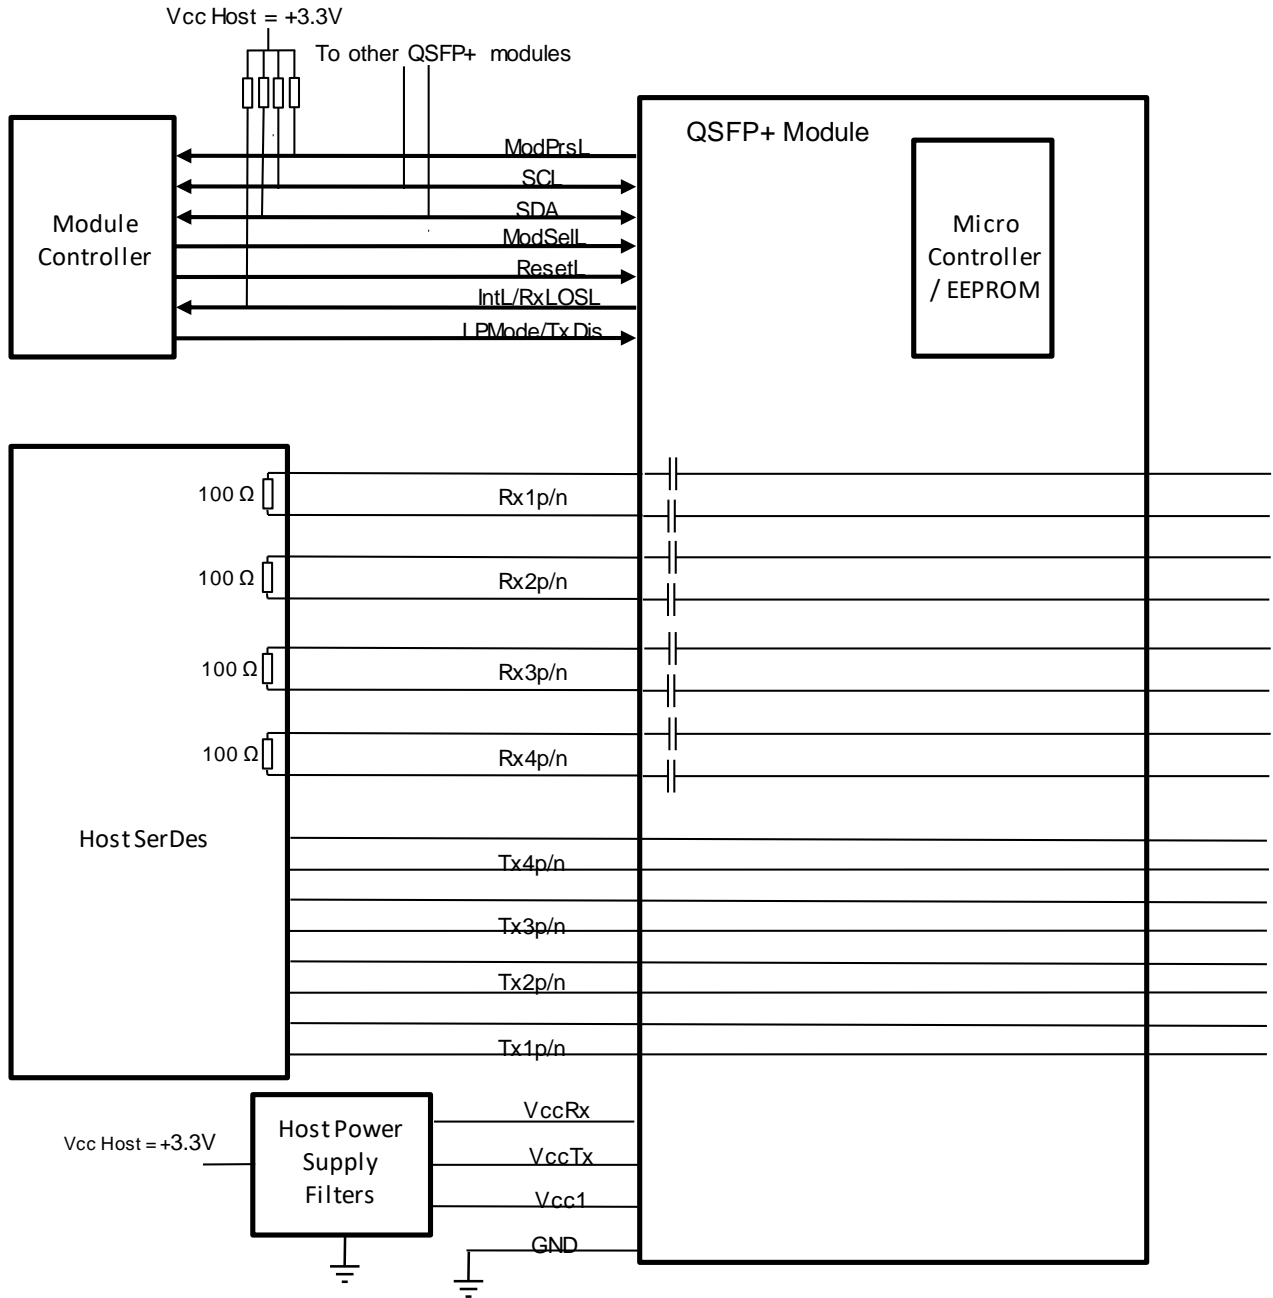 Vcc Host = +3.3V
To other QSFP+ modules
QSFP+ Module
ModPrsL
SCL
SDA
ModSelL
ResetL
IntL/RxLOSL
LPMode/TxDis
Module
Controller
Micro
Controller
/ EEPROM
100 Ω
Rx1p/n
100 Ω
Rx2p/n
100 Ω
Rx3p/n
100 Ω
Rx4p/n
Host SerDes
Tx4p/n
Tx3p/n
Tx2p/n
Tx1p/n
Vcc Host = +3.3V
Host Power
Supply
Filters
VccRx
VccTx
Vcc1
GND